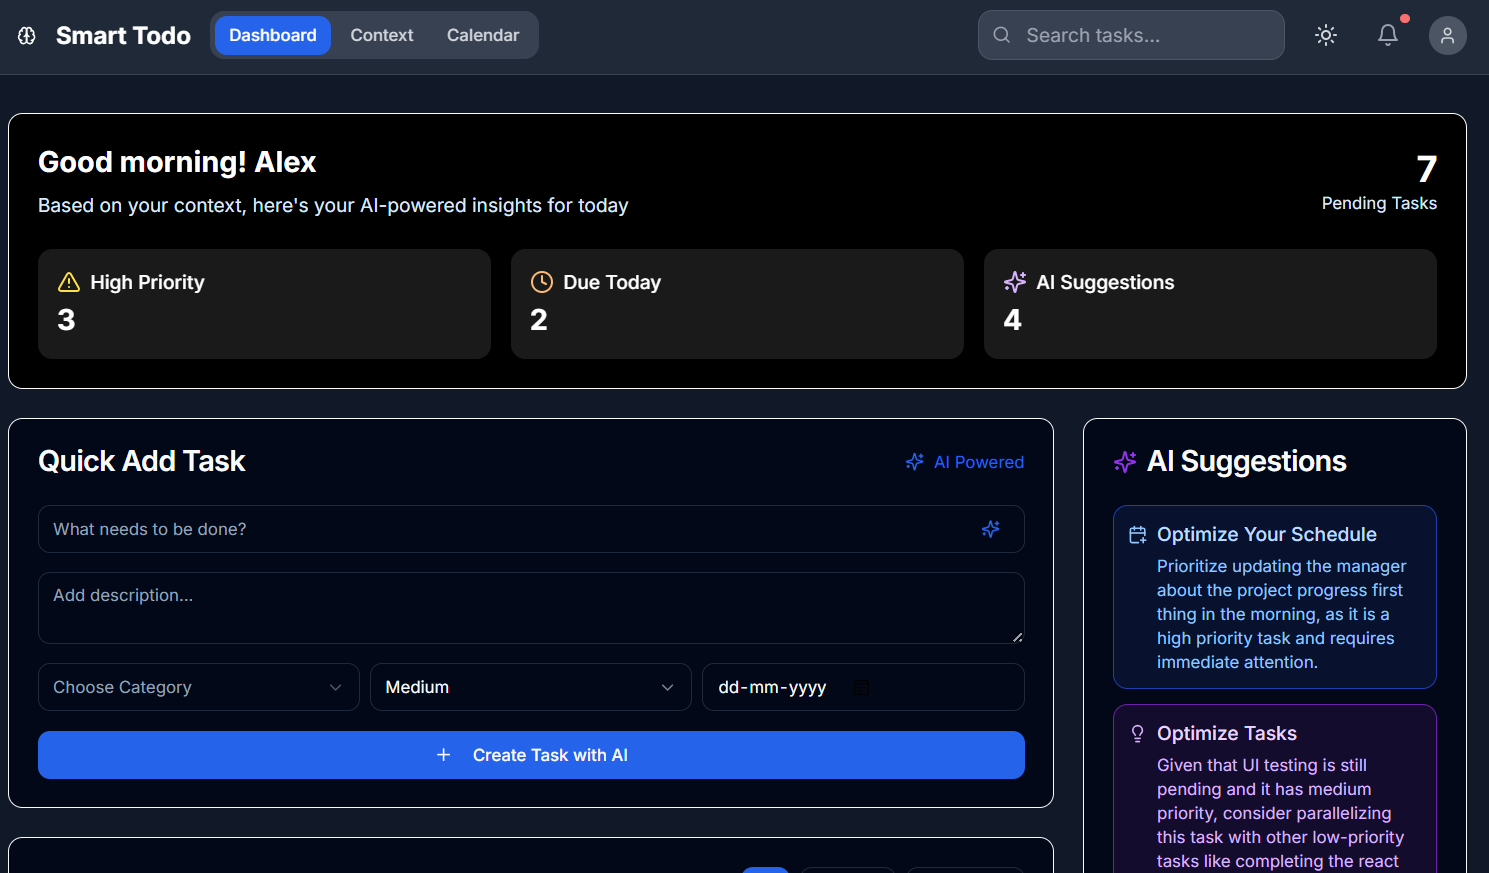 Smart Todo
Dashboard
Context
Calendar
Search tasks...
Good morning! Alex
Based on your context, here's your AI-powered insights for today
7
Pending Tasks
High Priority
3
Due Today
2
AI Suggestions
4
Quick Add Task
AI Powered
What needs to be done?
Add description...
Choose Category
Medium
dd-mm-yyyy
Create Task with AI
AI Suggestions
Optimize Your Schedule
Prioritize updating the manager
about the project progress first
thing in the morning, as it is a
high priority task and requires
immediate attention.
Optimize Tasks
Given that UI testing is still
pending and it has medium
priority, consider parallelizing
this task with other low-priority
tasks like completing the react